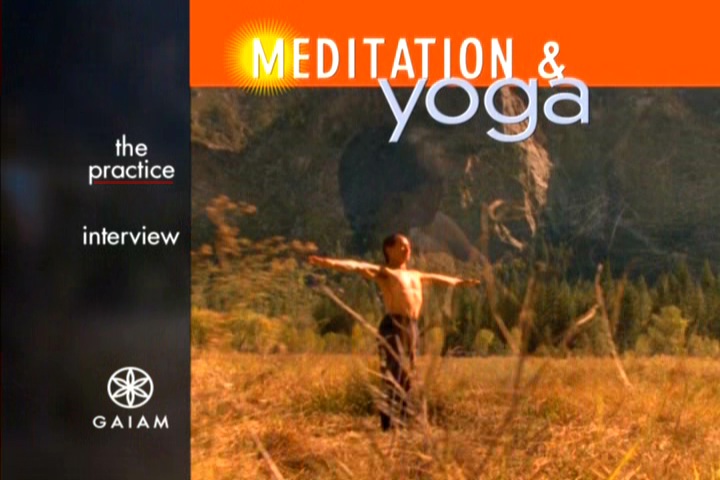 MEDITATION &
yoga
the
practice
interview
GAIAM